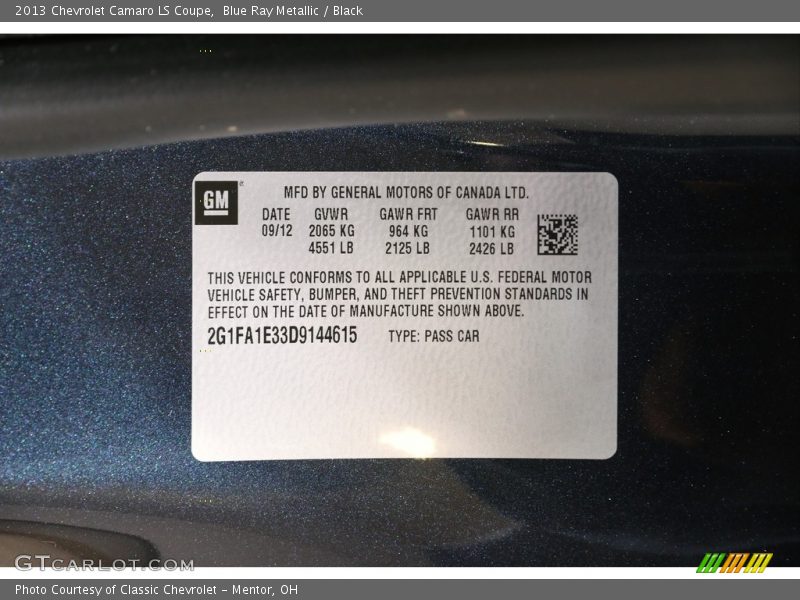 2013 Chevrolet Camaro LS Coupe, Blue Ray Metallic / Black
GM
MFD BY GENERAL MOTORS OF CANADA LTD.
DATE GVWR GAWR FRT GAWR RR
09/12 2065 KG 964 KG 1101 KG
4551 LB 2125 LB 2426 LB
THIS VEHICLE CONFORMS TO ALL APPLICABLE U.S. FEDERAL MOTOR
VEHICLE SAFETY, BUMPER, AND THEFT PREVENTION STANDARDS IN
EFFECT ON THE DATE OF MANUFACTURE SHOWN ABOVE.
2G1FA1E33D9144615 TYPE: PASS CAR
GTCARLOT.COM
Photo Courtesy of Classic Chevrolet - Mentor, OH